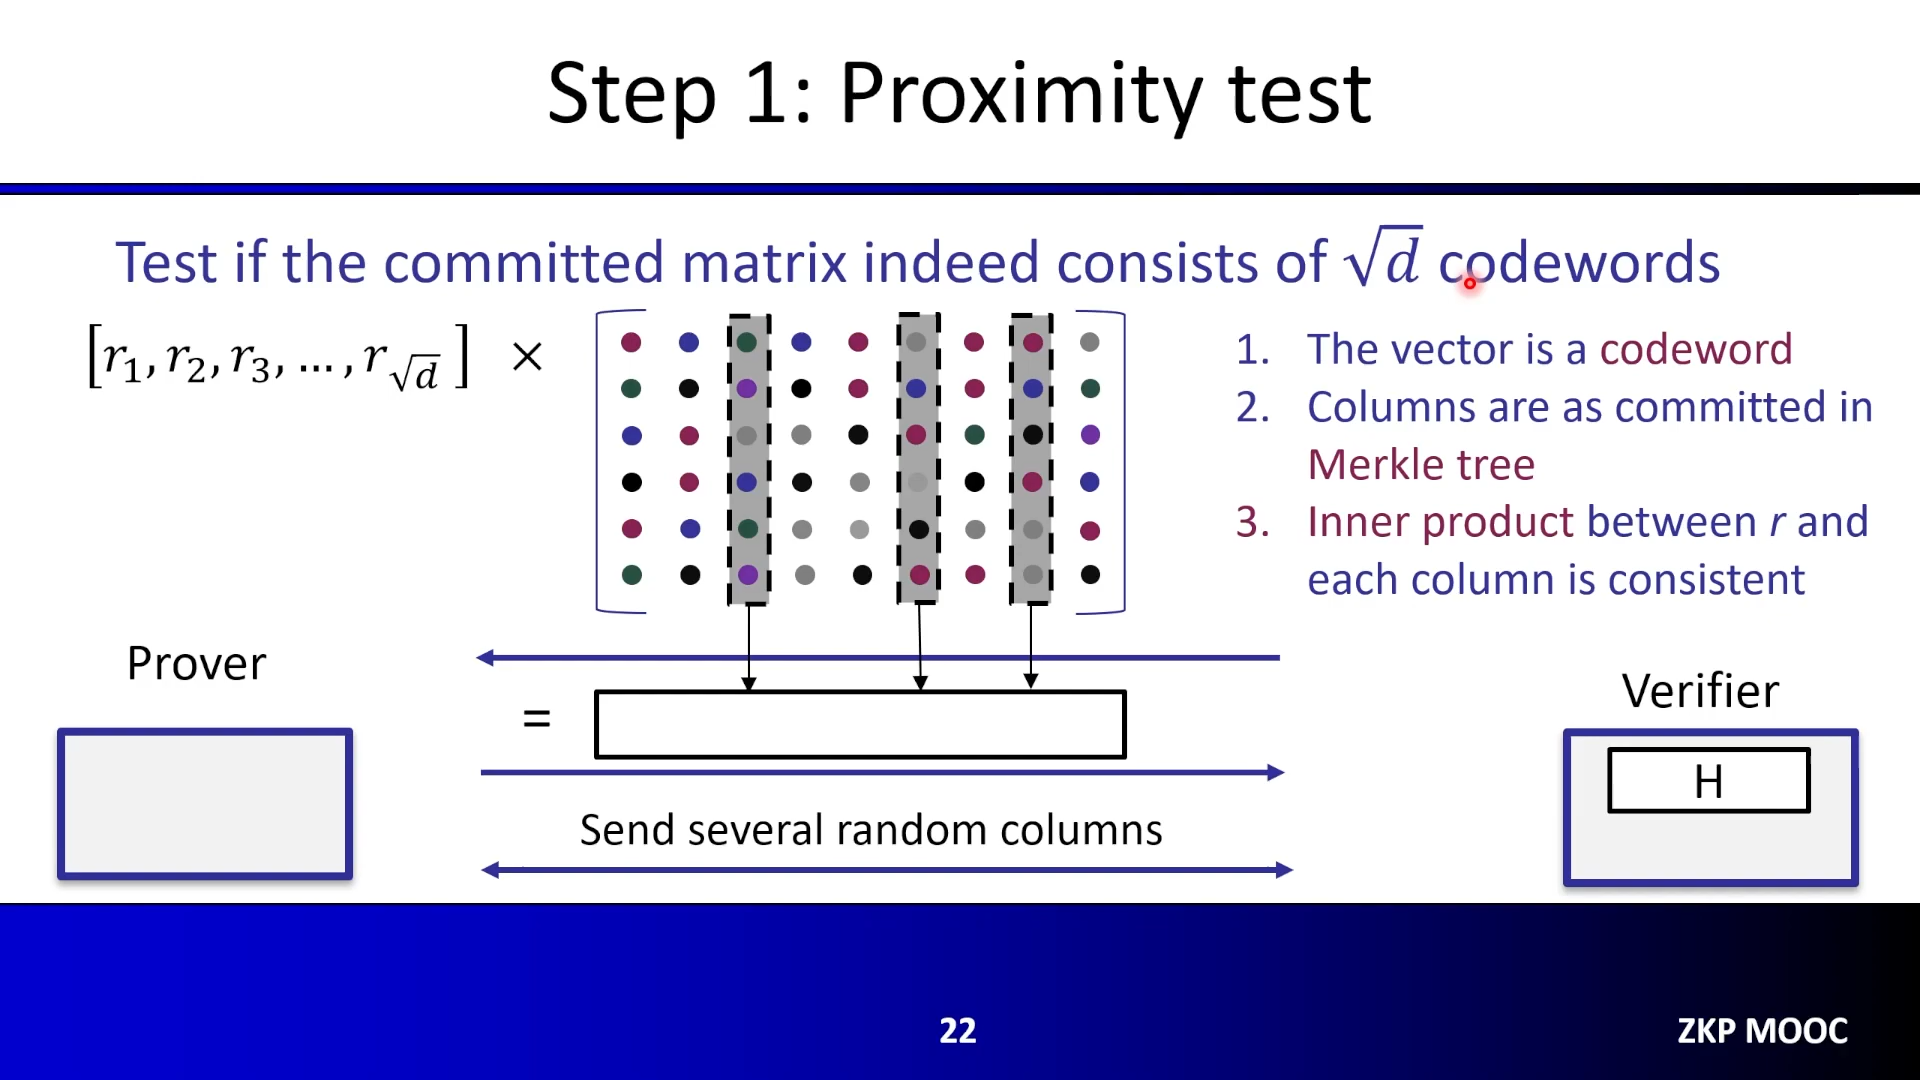 Step 1: Proximity test
Test if the committed matrix indeed consists of √d codewords
[r₁, r₂, r₃, …, r_√d] ×
1. The vector is a codeword
2. Columns are as committed in
Merkle tree
3. Inner product between r and
each column is consistent
Prover
Verifier
=
H
Send several random columns
22
ZKP MOOC